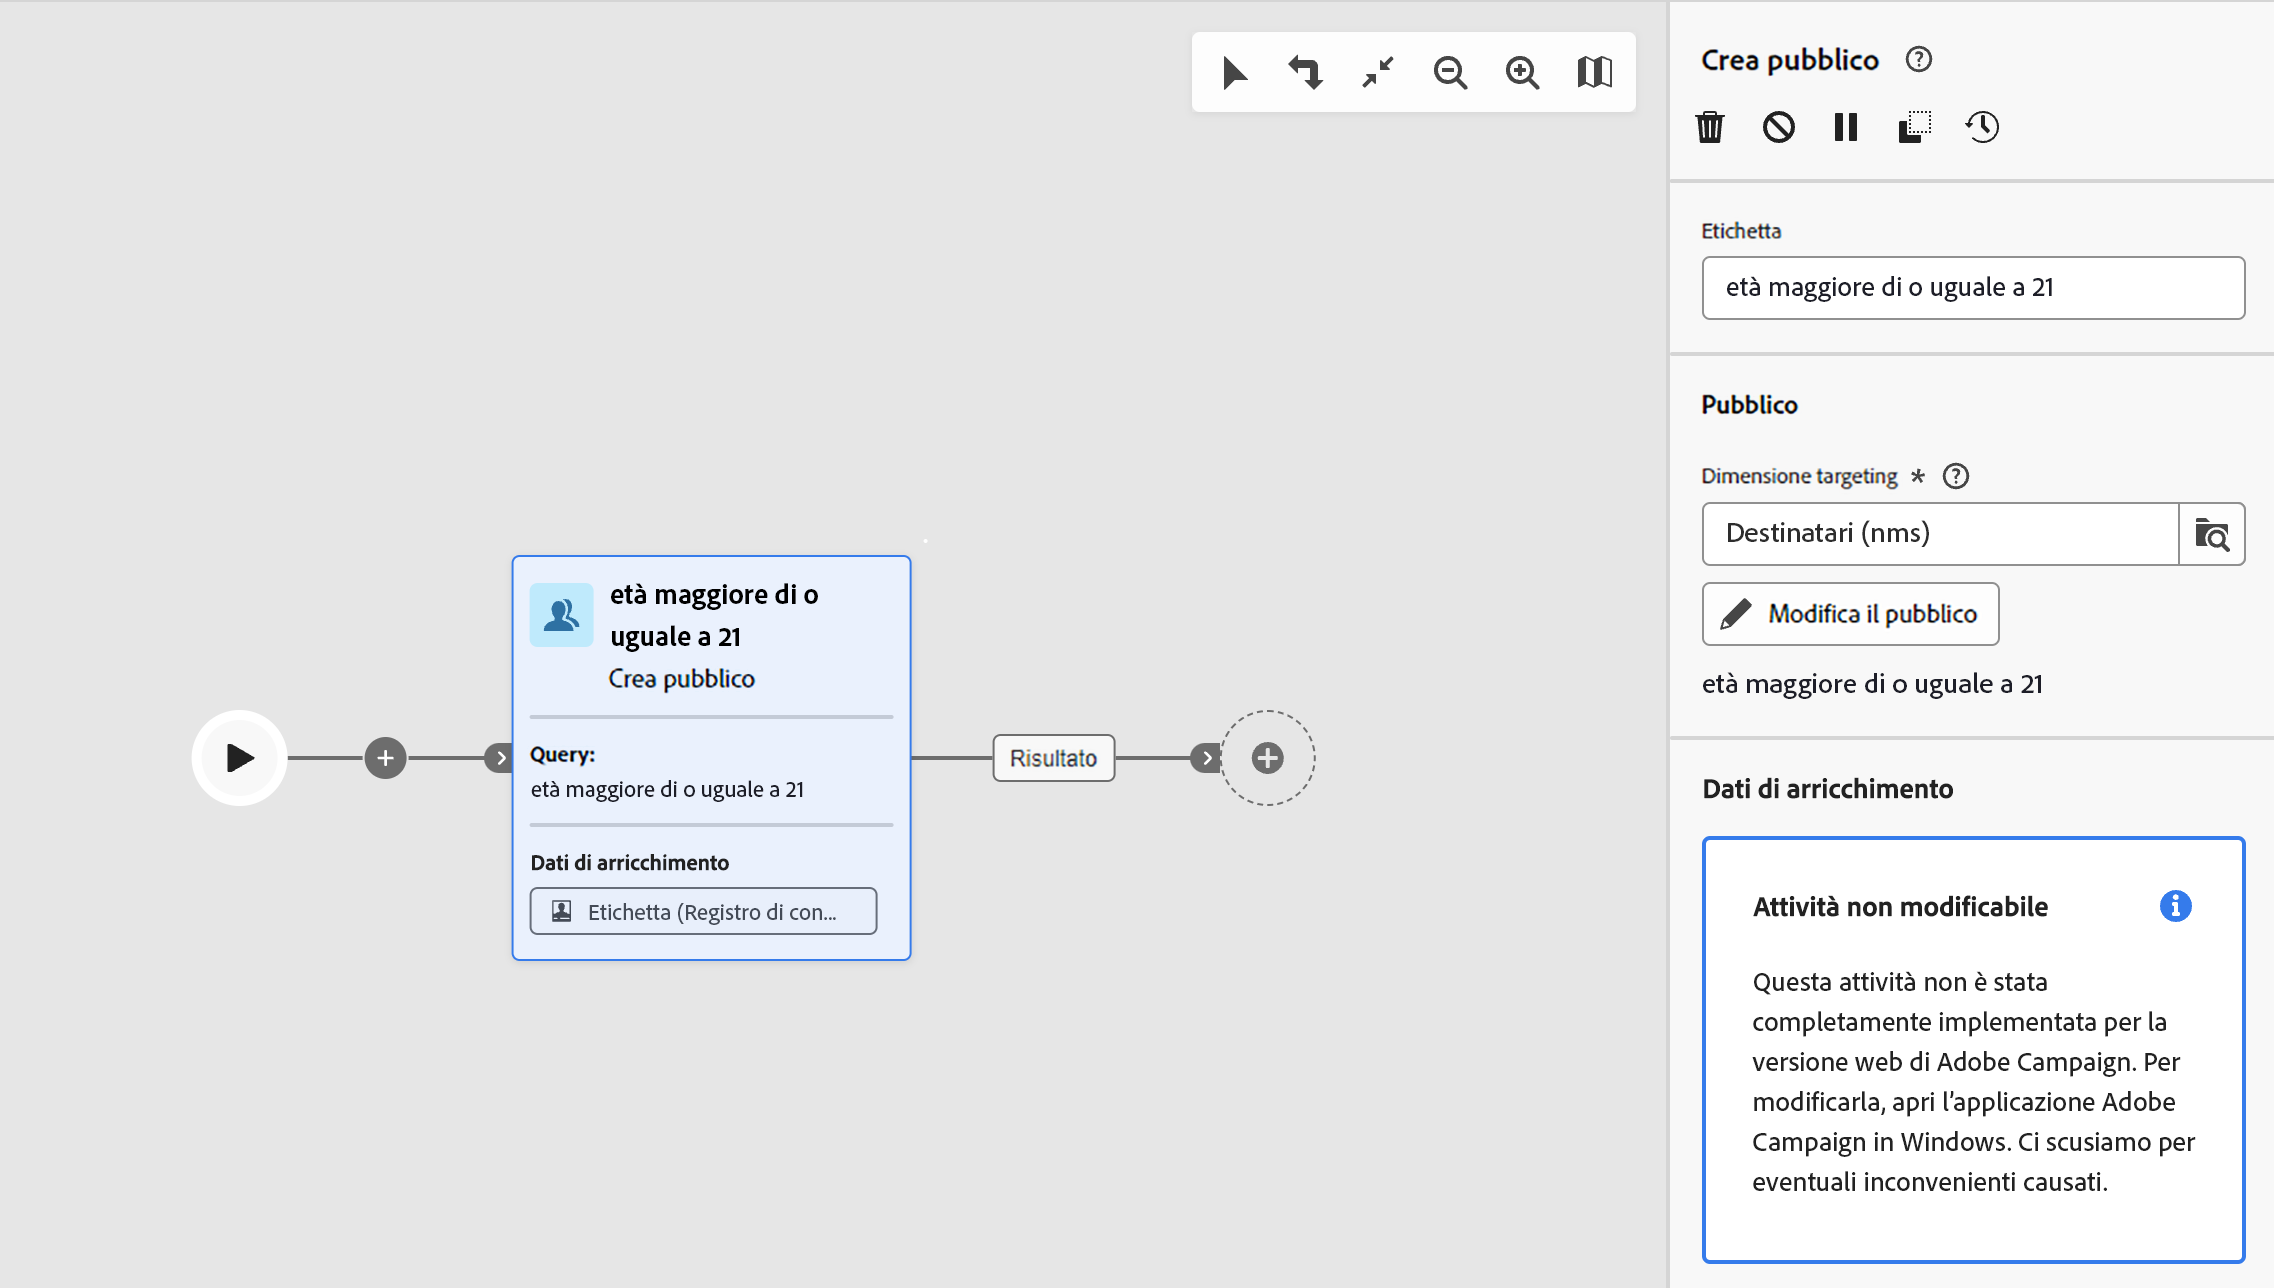 Crea pubblico
Etichetta
età maggiore di o uguale a 21
Pubblico
Dimensione targeting *
Destinatari (nms)
Modifica il pubblico
età maggiore di o uguale a 21
Dati di arricchimento
Attività non modificabile
Questa attività non è stata
completamente implementata per la
versione web di Adobe Campaign. Per
modificarla, apri l'applicazione Adobe
Campaign in Windows. Ci scusiamo per
eventuali inconvenienti causati.
età maggiore di o
uguale a 21
Crea pubblico
Query:
età maggiore di o uguale a 21
Dati di arricchimento
Etichetta (Registro di con...
Risultato